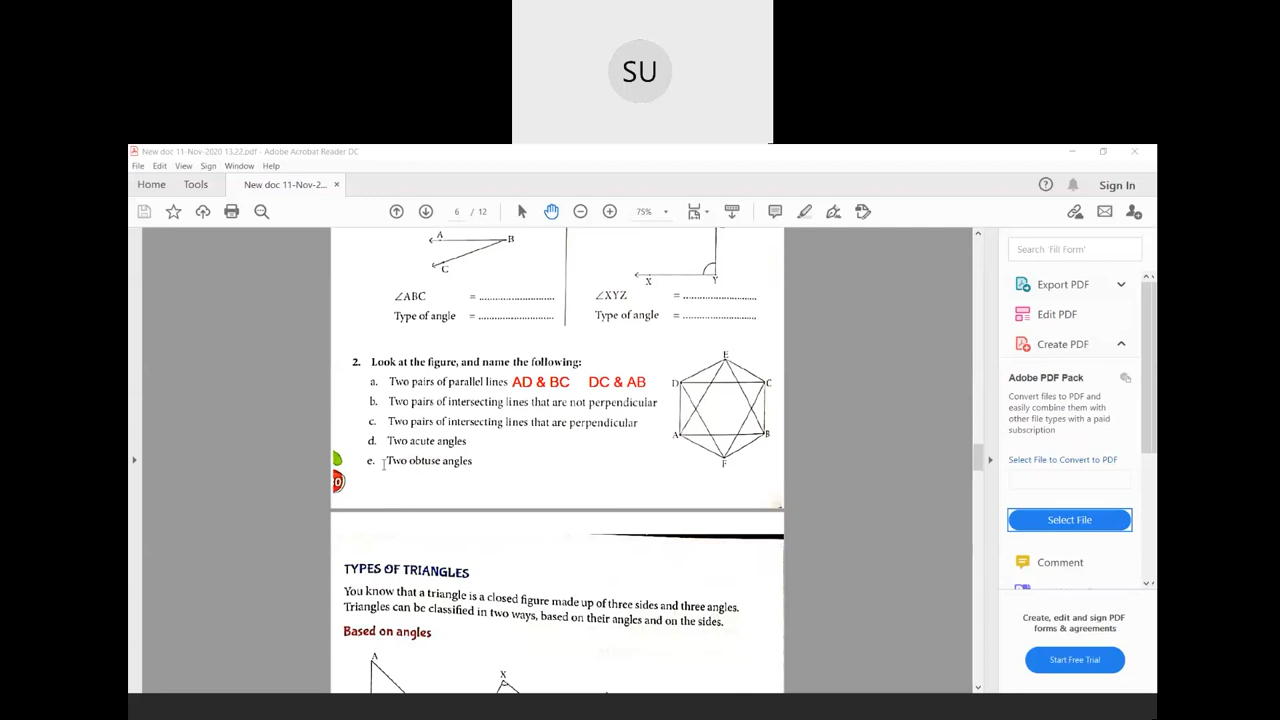 SU
New doc 11-Nov-2020 13.22.pdf - Adobe Acrobat Reader DC
File Edit View Sign Window Help
Home Tools New doc 11-Nov-2... × Sign In
6 / 12 75%
A B C
X Y
∠ABC = ........................
Type of angle = ........................
∠XYZ = ........................
Type of angle = ........................
2. Look at the figure, and name the following:
a. Two pairs of parallel lines AD & BC DC & AB
b. Two pairs of intersecting lines that are not perpendicular
c. Two pairs of intersecting lines that are perpendicular
d. Two acute angles
e. Two obtuse angles
E
D C
A B
F
TYPES OF TRIANGLES
You know that a triangle is a closed figure made up of three sides and three angles.
Triangles can be classified in two ways, based on their angles and on the sides.
Based on angles
A
X
Search 'Fill Form'
Export PDF
Edit PDF
Create PDF
Adobe PDF Pack
Convert files to PDF and
easily combine them with
other file types with a paid
subscription
Select File to Convert to PDF
Select File
Comment
Create, edit and sign PDF
forms & agreements
Start Free Trial